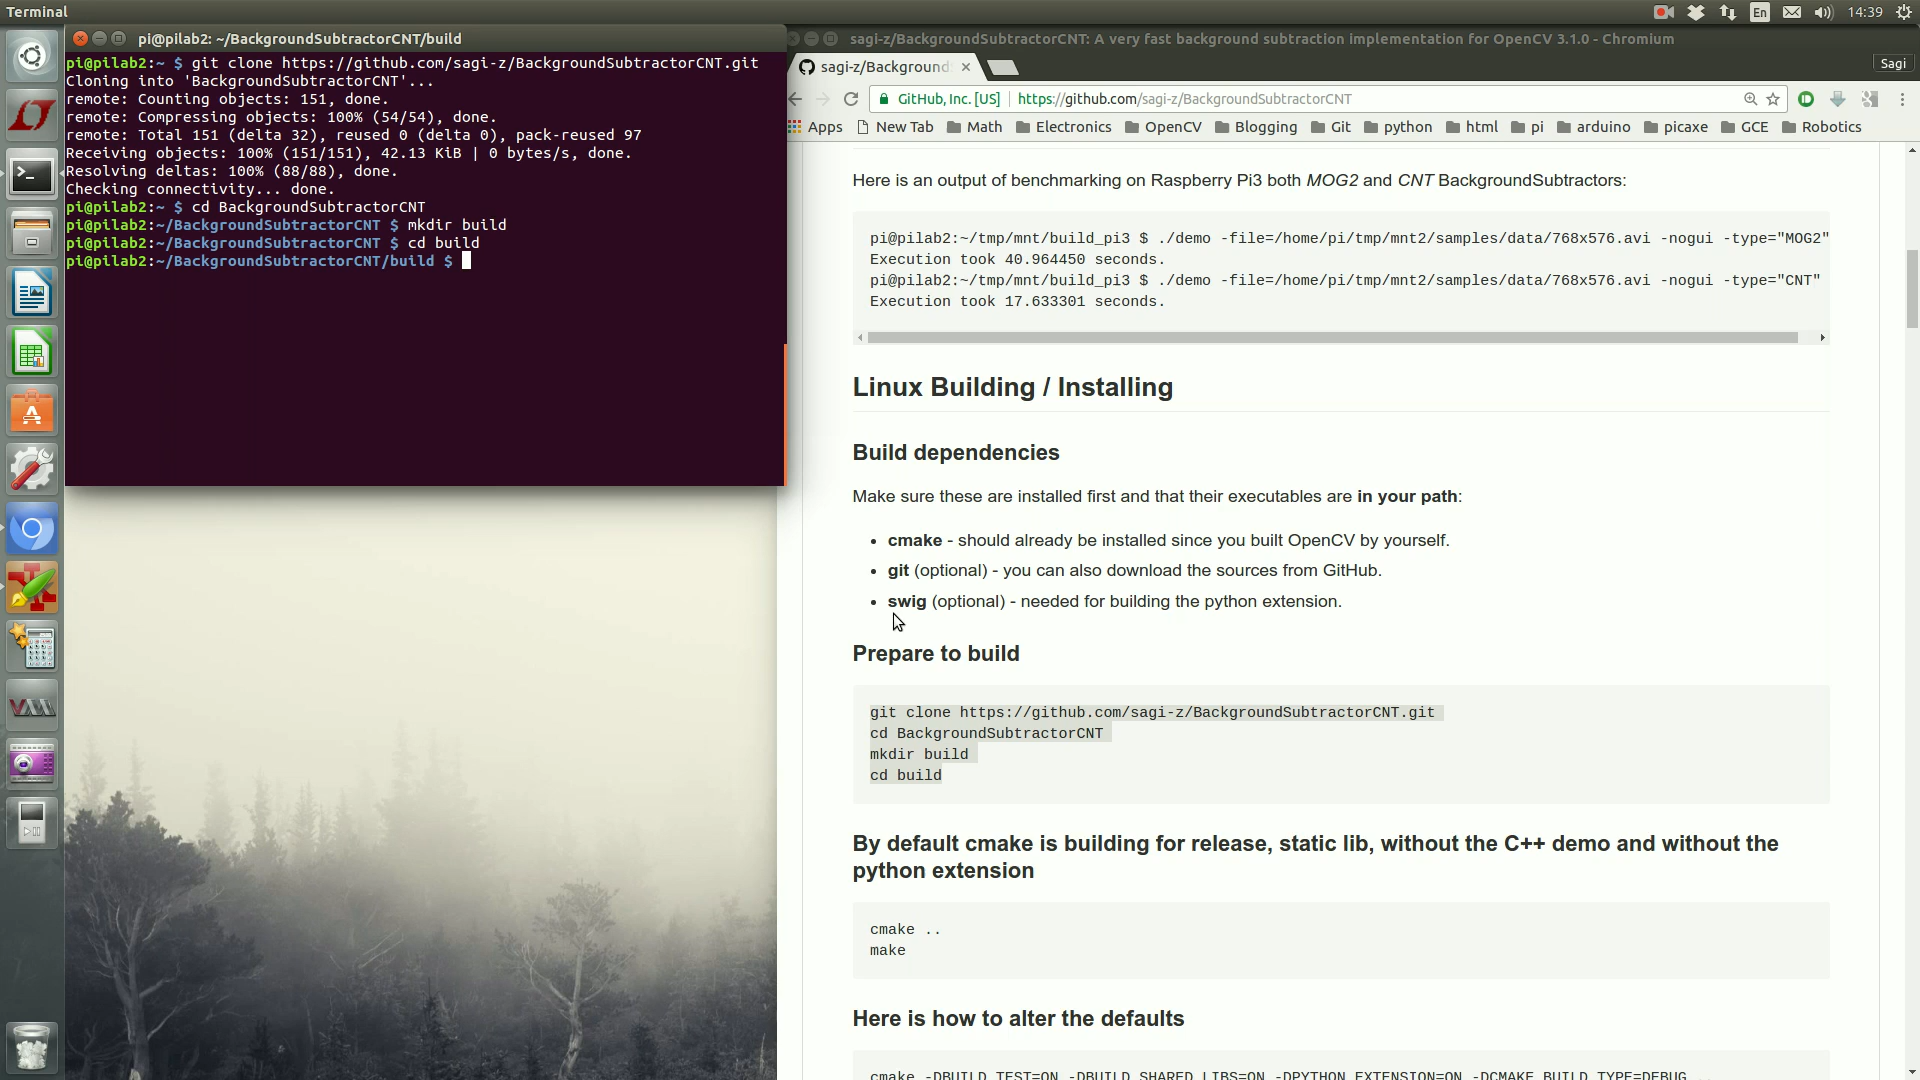 Terminal
En 14:39
pi@pilab2: ~/BackgroundSubtractorCNT/build
pi@pilab2:~ $ git clone https://github.com/sagi-z/BackgroundSubtractorCNT.git
Cloning into 'BackgroundSubtractorCNT'...
remote: Counting objects: 151, done.
remote: Compressing objects: 100% (54/54), done.
remote: Total 151 (delta 32), reused 0 (delta 0), pack-reused 97
Receiving objects: 100% (151/151), 42.13 KiB | 0 bytes/s, done.
Resolving deltas: 100% (88/88), done.
Checking connectivity... done.
pi@pilab2:~ $ cd BackgroundSubtractorCNT
pi@pilab2:~/BackgroundSubtractorCNT $ mkdir build
pi@pilab2:~/BackgroundSubtractorCNT $ cd build
pi@pilab2:~/BackgroundSubtractorCNT/build $
sagi-z/BackgroundSubtractorCNT: A very fast background subtraction implementation for OpenCV 3.1.0 - Chromium
sagi-z/Background
Sagi
GitHub, Inc. [US] https://github.com/sagi-z/BackgroundSubtractorCNT
Apps New Tab Math Electronics OpenCV Blogging Git python html pi arduino picaxe GCE Robotics
Here is an output of benchmarking on Raspberry Pi3 both MOG2 and CNT BackgroundSubtractors:
pi@pilab2:~/tmp/mnt/build_pi3 $ ./demo -file=/home/pi/tmp/mnt2/samples/data/768x576.avi -nogui -type="MOG2"
Execution took 40.964450 seconds.
pi@pilab2:~/tmp/mnt/build_pi3 $ ./demo -file=/home/pi/tmp/mnt2/samples/data/768x576.avi -nogui -type="CNT"
Execution took 17.633301 seconds.
Linux Building / Installing
Build dependencies
Make sure these are installed first and that their executables are in your path:
• cmake - should already be installed since you built OpenCV by yourself.
• git (optional) - you can also download the sources from GitHub.
• swig (optional) - needed for building the python extension.
Prepare to build
git clone https://github.com/sagi-z/BackgroundSubtractorCNT.git
cd BackgroundSubtractorCNT
mkdir build
cd build
By default cmake is building for release, static lib, without the C++ demo and without the
python extension
cmake ..
make
Here is how to alter the defaults
cmake -DBUILD_TEST=ON -DBUILD_SHARED_LIBS=ON -DPYTHON_EXTENSION=ON -DCMAKE_BUILD_TYPE=DEBUG ..